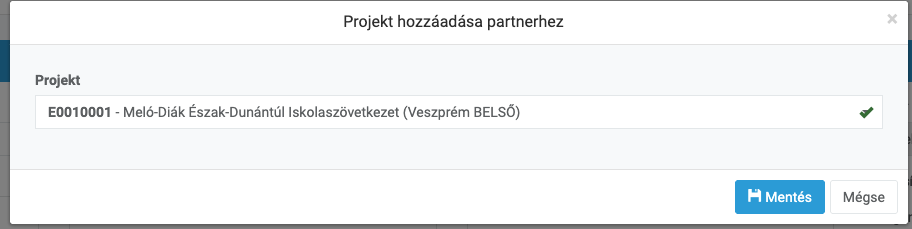 Projekt hozzáadása partnerhez
×
Projekt
E0010001 - Meló-Diák Észak-Dunántúl Iskolaszövetkezet (Veszprém BELSŐ)
Mentés
Mégse